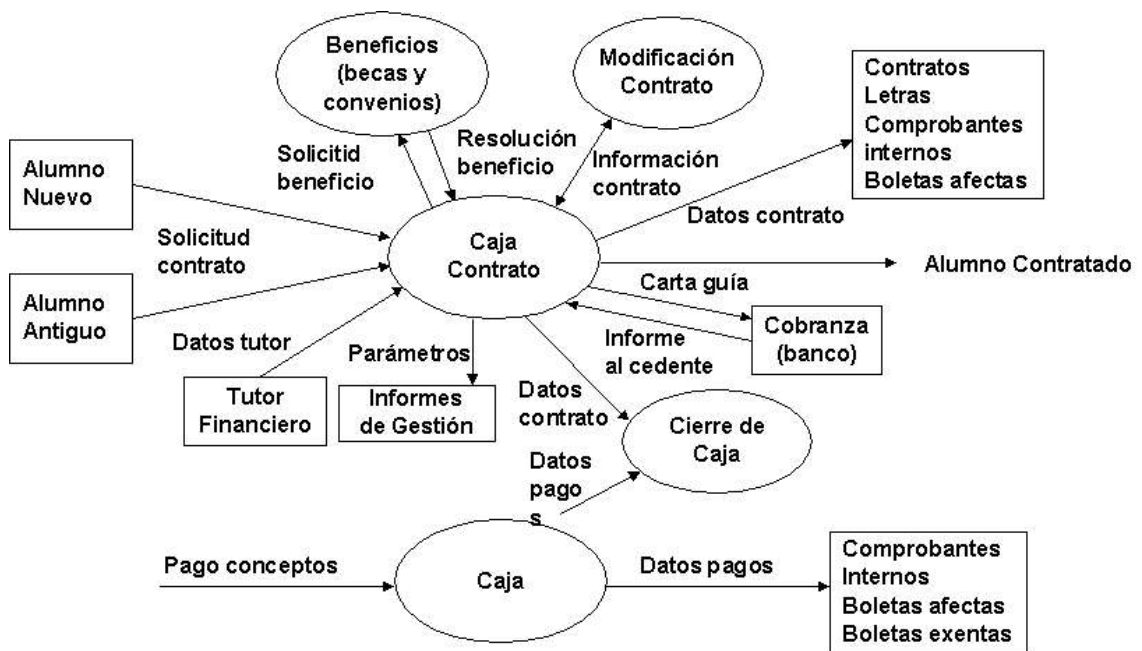 Beneficios
(becas y
convenios)
Modificación
Contrato
Contratos
Letras
Comprobantes
internos
Boletas afectas
Alumno
Nuevo
Solicitid
beneficio
Resolución
beneficio
Información
contrato
Datos contrato
Solicitud
contrato
Caja
Contrato
Alumno Contratado
Carta guía
Alumno
Antiguo
Datos tutor
Parámetros
Informe
al cedente
Cobranza
(banco)
Tutor
Financiero
Informes
de Gestión
Datos
contrato
Cierre de
Caja
Datos
pago
s
Pago conceptos
Caja
Datos pagos
Comprobantes
Internos
Boletas afectas
Boletas exentas